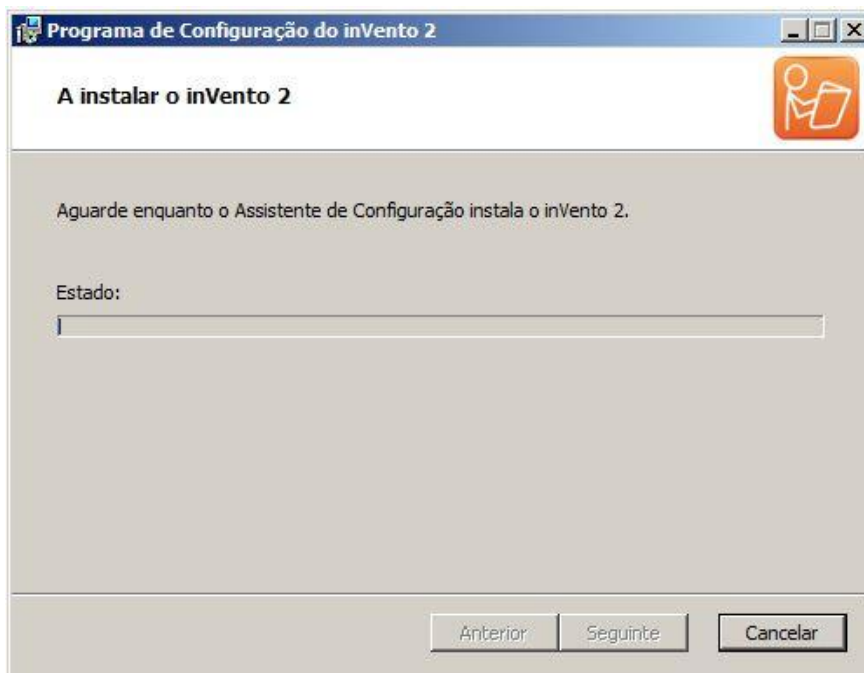 Programa de Configuração do inVento 2
A instalar o inVento 2
Aguarde enquanto o Assistente de Configuração instala o inVento 2.
Estado:
Anterior Seguinte Cancelar